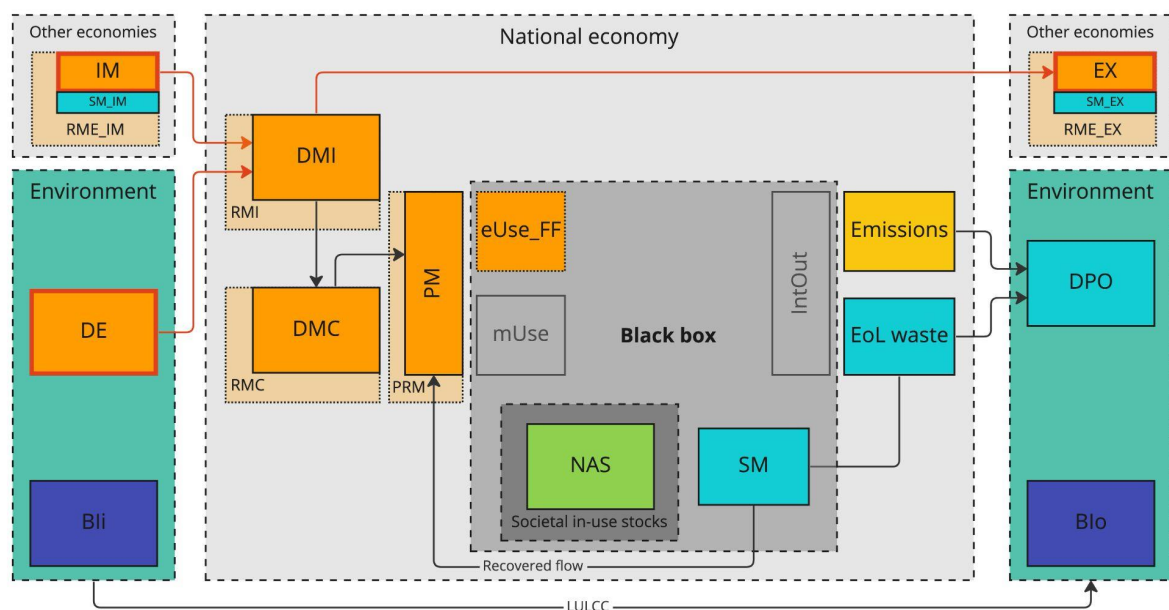 Other economies
IM
SM_IM
RME_IM
Environment
DE
BIi
National economy
DMI
RMI
DMC
RMC
PM
PRM
eUse_FF
mUse
Black box
IntOut
NAS
Societal in-use stocks
SM
Emissions
EoL waste
Recovered flow
Other economies
EX
SM_EX
RME_EX
Environment
DPO
BIo
LULCC